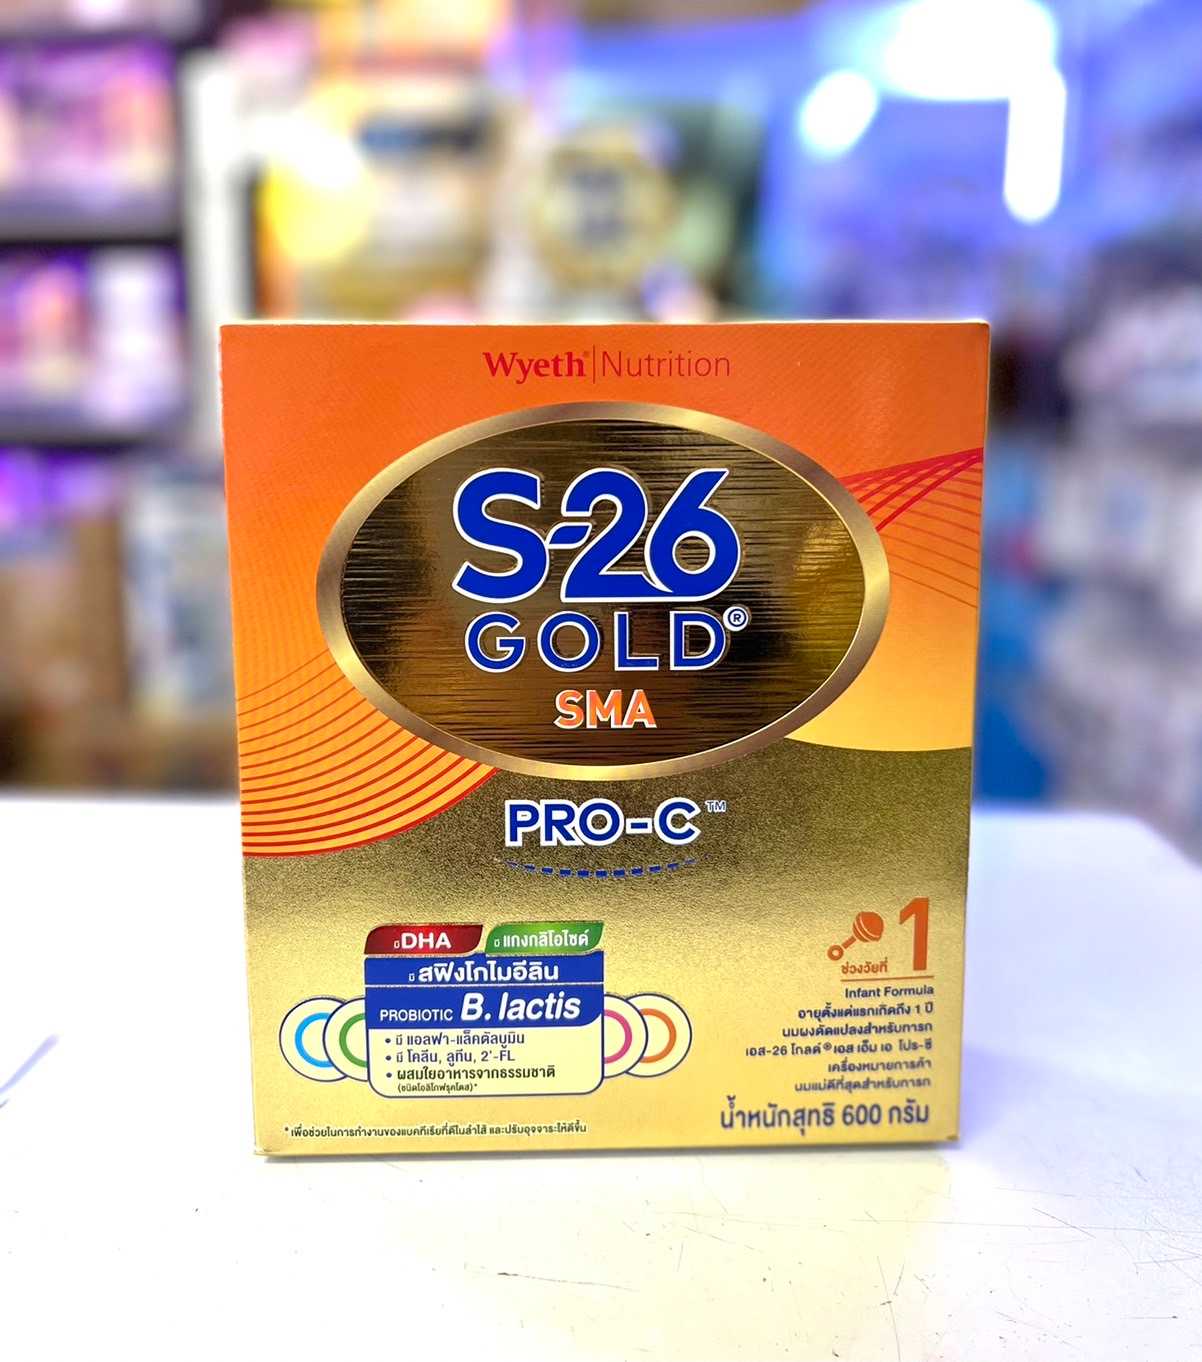 Wyeth® | Nutrition
S-26
GOLD®
SMA
PRO-C™
มี DHA
มี แกงกลิโอไซด์
มี สฟิงโกไมอีลิน
PROBIOTIC B. lactis
• มี แอลฟา-แล็คตัลบูมิน
• มี โคลีน, ลูทีน, 2'-FL
• ผสมใยอาหารจากธรรมชาติ
(ชนิดโอลิโกฟรุคโตส)*
* เพื่อช่วยในการทำงานของแบคทีเรียที่ดีในลำไส้ และปรับอุจจาระให้ดีขึ้น
ช่วงวัยที่ 1
Infant Formula
อายุตั้งแต่แรกเกิดถึง 1 ปี
นมผงดัดแปลงสำหรับทารก
เอส-26 โกลด์ ® เอส เอ็ม เอ โปร-ซี
เครื่องหมายการค้า
นมแม่ดีที่สุดสำหรับทารก
น้ำหนักสุทธิ 600 กรัม